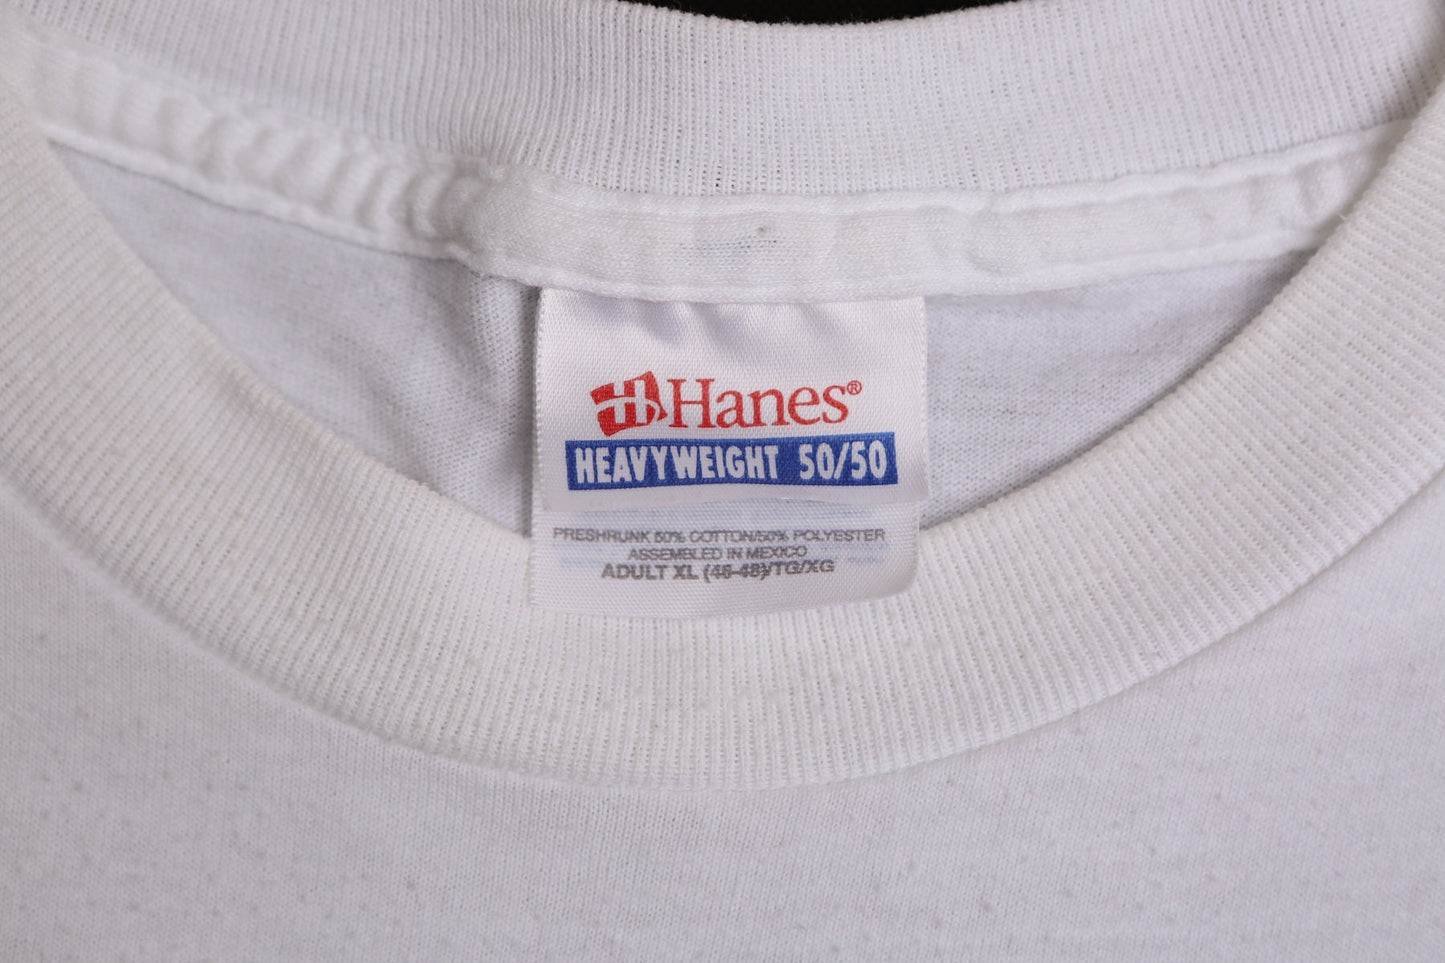 Hanes®
HEAVYWEIGHT 50/50
PRESHRUNK 50% COTTON/50% POLYESTER
ASSEMBLED IN MEXICO
ADULT XL (46-48)/TG/XG